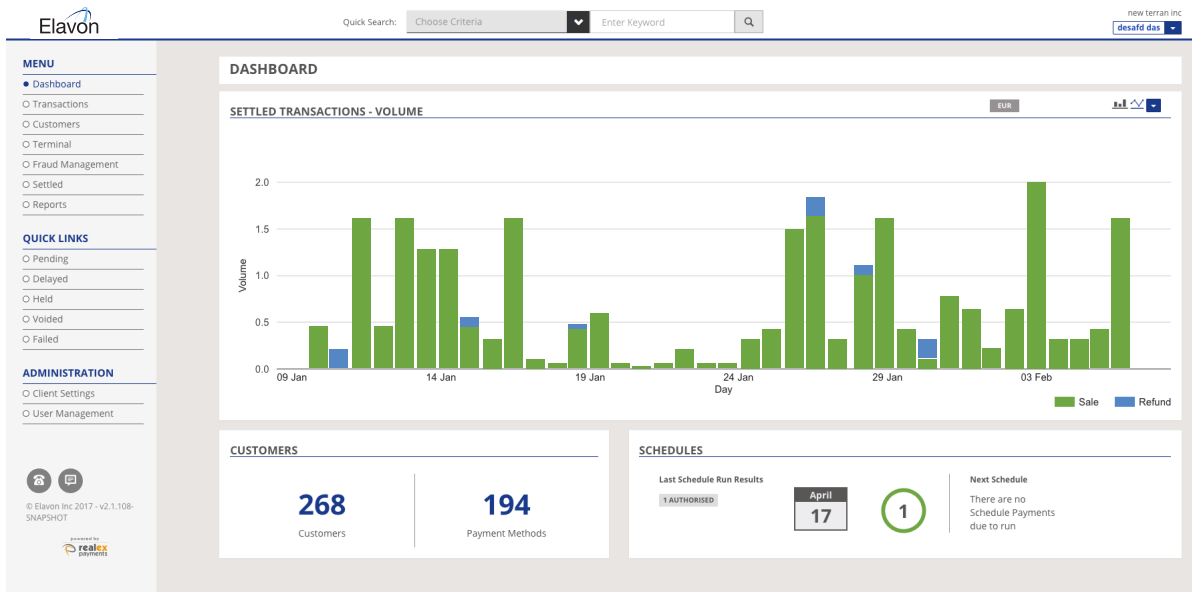 Elavon
Quick Search:
Choose Criteria
Enter Keyword
new terran inc
desafd das
MENU
Dashboard
Transactions
Customers
Terminal
Fraud Management
Settled
Reports
QUICK LINKS
Pending
Delayed
Held
Voided
Failed
ADMINISTRATION
Client Settings
User Management
© Elavon Inc 2017 - v2.1.108-
SNAPSHOT
powered by
realex
payments
DASHBOARD
SETTLED TRANSACTIONS - VOLUME
EUR
2.0
1.5
1.0
0.5
0.0
Volume
09 Jan
14 Jan
19 Jan
24 Jan
29 Jan
03 Feb
Day
Sale
Refund
CUSTOMERS
268
Customers
194
Payment Methods
SCHEDULES
Last Schedule Run Results
1 AUTHORISED
April
17
1
Next Schedule
There are no
Schedule Payments
due to run